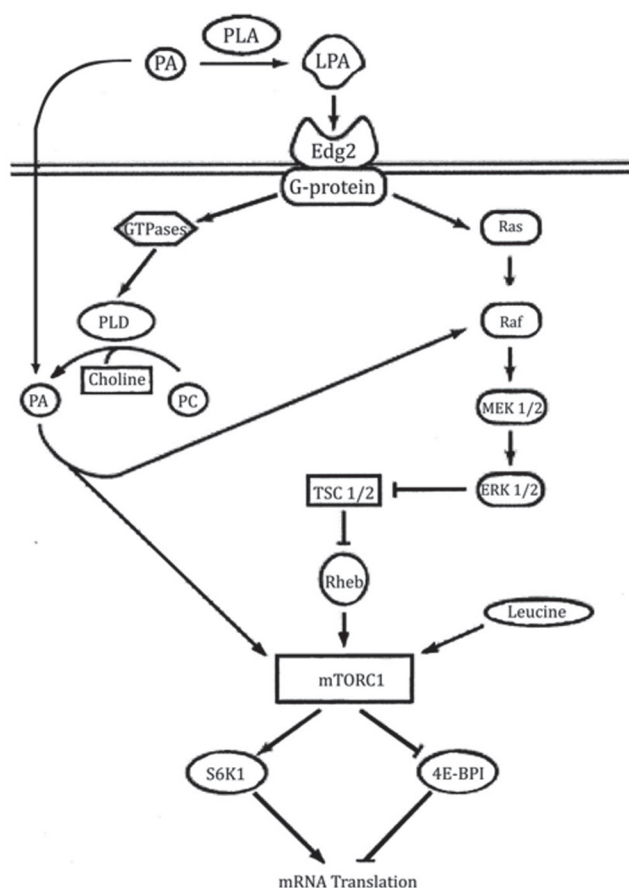 PLA
PA
LPA
Edg2
G-protein
GTPases
Ras
PLD
Raf
Choline
PA
PC
MEK 1/2
TSC 1/2
ERK 1/2
Rheb
Leucine
mTORC1
S6K1
4E-BPI
mRNA Translation